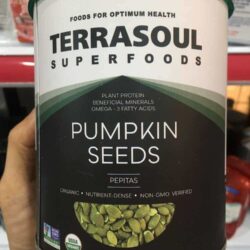 FOODS FOR OPTIMUM HEALTH
TERRASOUL
SUPERFOODS
PLANT PROTEIN
BENEFICIAL MINERALS
OMEGA - 3 FATTY ACIDS
PUMPKIN
SEEDS
PEPITAS
ORGANIC • NUTRIENT-DENSE • NON-GMO VERIFIED
USDA